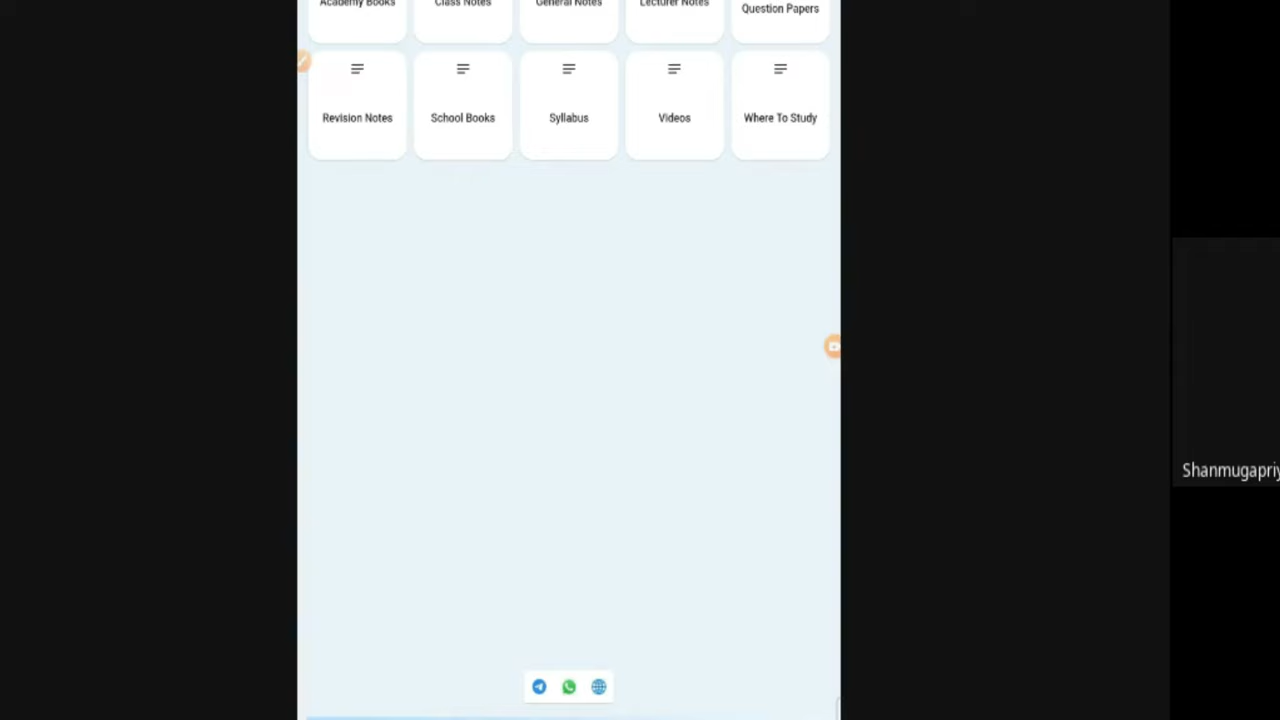 Academy Books
Class Notes
General Notes
Lecturer Notes
Question Papers
Revision Notes
School Books
Syllabus
Videos
Where To Study
Shanmugapriy